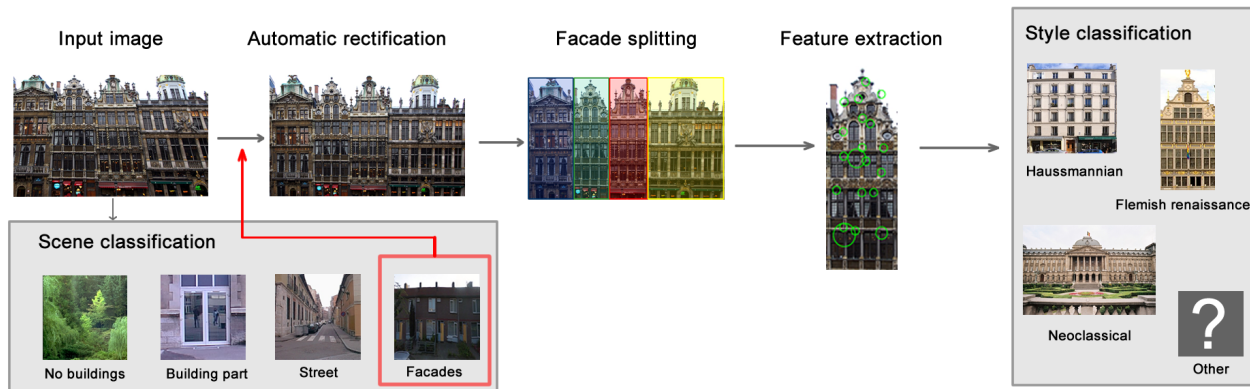 Input image
Automatic rectification
Facade splitting
Feature extraction
Style classification
Haussmannian
Flemish renaissance
Neoclassical
?
Other
Scene classification
No buildings
Building part
Street
Facades